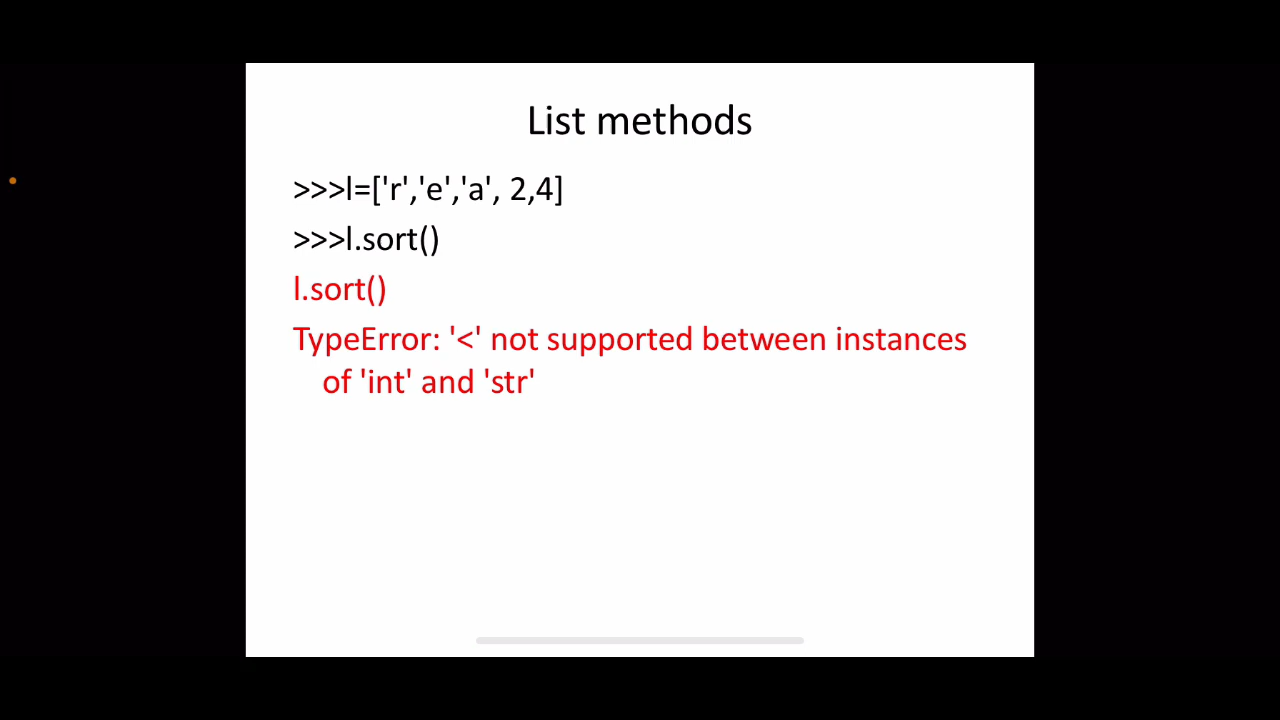 List methods
>>>l=['r','e','a', 2,4]
>>>l.sort()
l.sort()
TypeError: '<' not supported between instances
of 'int' and 'str'